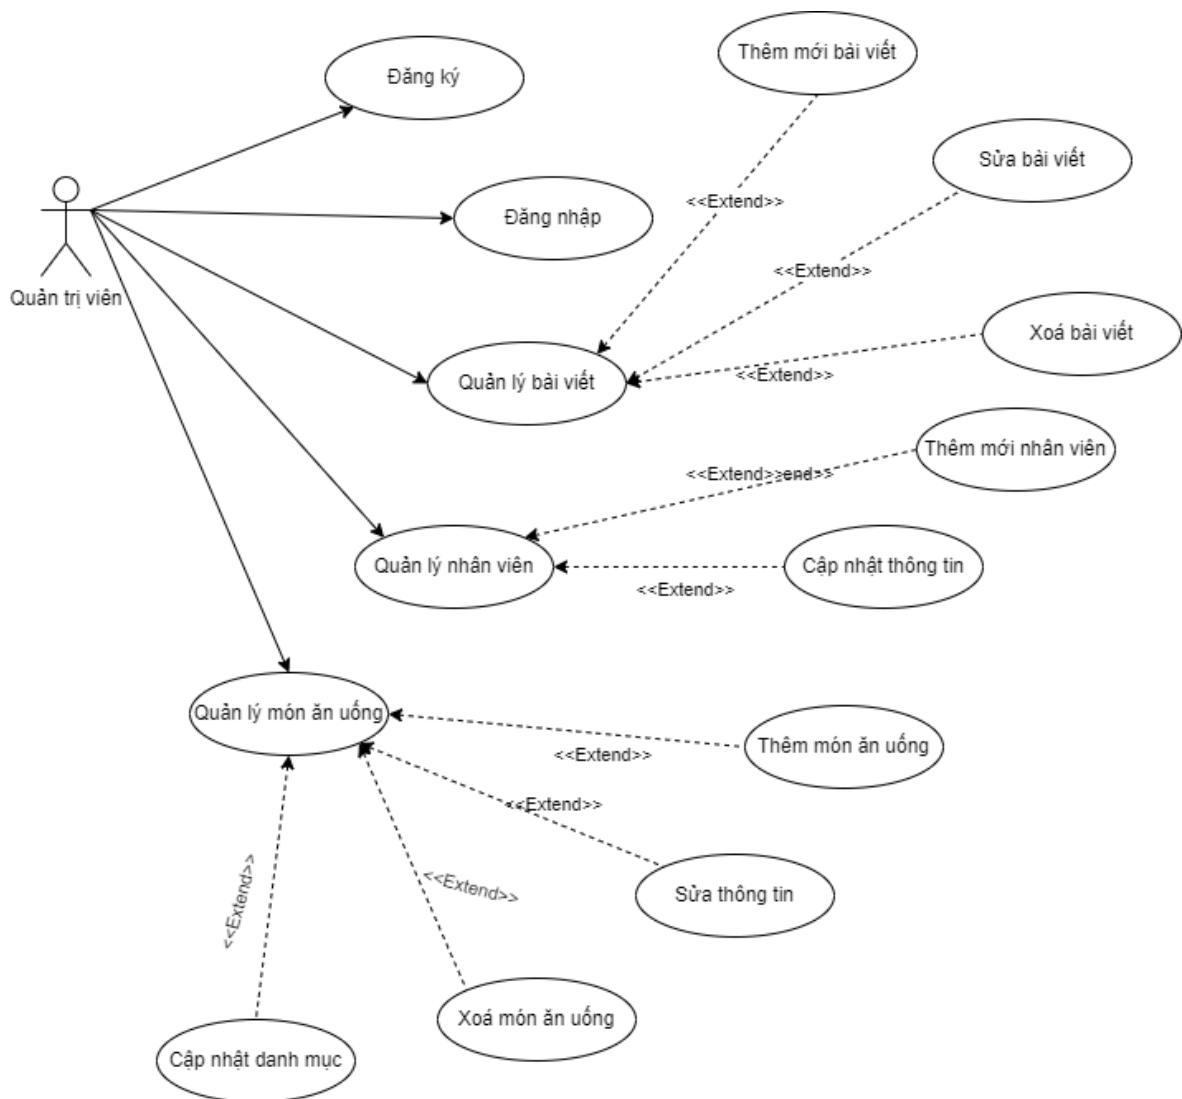 Thêm mới bài viết
Đăng ký
Sửa bài viết
<<Extend>>
Đăng nhập
<<Extend>>
Quản trị viên
Xoá bài viết
<<Extend>>
Quản lý bài viết
Thêm mới nhân viên
<<Extend>>end>>
Quản lý nhân viên
Cập nhật thông tin
<<Extend>>
Quản lý món ăn uống
Thêm món ăn uống
<<Extend>>
<<Extend>>
<<Extend>>
<<Extend>>
Sửa thông tin
Xoá món ăn uống
Cập nhật danh mục